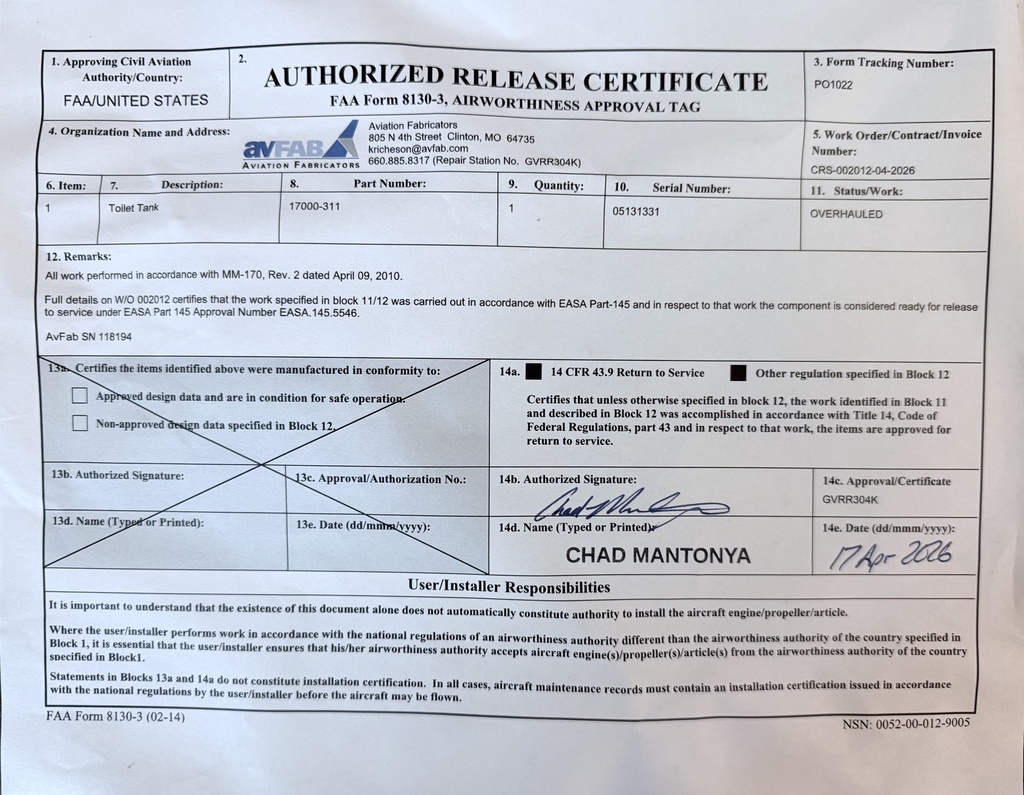 1. Approving Civil Aviation
Authority/Country:
FAA/UNITED STATES
2.
AUTHORIZED RELEASE CERTIFICATE
FAA Form 8130-3, AIRWORTHINESS APPROVAL TAG
3. Form Tracking Number:
PO1022
4. Organization Name and Address:
avFAB
AVIATION FABRICATORS
Aviation Fabricators
805 N 4th Street Clinton, MO 64735
kricheson@avfab.com
660.885.8317 (Repair Station No. GVRR304K)
5. Work Order/Contract/Invoice
Number:
CRS-002012-04-2026
6. Item:
7. Description:
8. Part Number:
9. Quantity:
10. Serial Number:
11. Status/Work:
1
Toilet Tank
17000-311
1
05131331
OVERHAULED
12. Remarks:
All work performed in accordance with MM-170, Rev. 2 dated April 09, 2010.
Full details on W/O 002012 certifies that the work specified in block 11/12 was carried out in accordance with EASA Part-145 and in respect to that work the component is considered ready for release
to service under EASA Part 145 Approval Number EASA.145.5546.
AvFab SN 118194
13a. Certifies the items identified above were manufactured in conformity to:
Approved design data and are in condition for safe operation.
Non-approved design data specified in Block 12.
14a. 14 CFR 43.9 Return to Service Other regulation specified in Block 12
Certifies that unless otherwise specified in block 12, the work identified in Block 11
and described in Block 12 was accomplished in accordance with Title 14, Code of
Federal Regulations, part 43 and in respect to that work, the items are approved for
return to service.
13b. Authorized Signature:
13c. Approval/Authorization No.:
14b. Authorized Signature:
Chad Mantonya
14c. Approval/Certificate
GVRR304K
13d. Name (Typed or Printed):
13e. Date (dd/mmm/yyyy):
14d. Name (Typed or Printed):
CHAD MANTONYA
14e. Date (dd/mmm/yyyy):
17 Apr 2026
User/Installer Responsibilities
It is important to understand that the existence of this document alone does not automatically constitute authority to install the aircraft engine/propeller/article.
Where the user/installer performs work in accordance with the national regulations of an airworthiness authority different than the airworthiness authority of the country specified in
Block 1, it is essential that the user/installer ensures that his/her airworthiness authority accepts aircraft engine(s)/propeller(s)/article(s) from the airworthiness authority of the country
specified in Block1.
Statements in Blocks 13a and 14a do not constitute installation certification. In all cases, aircraft maintenance records must contain an installation certification issued in accordance
with the national regulations by the user/installer before the aircraft may be flown.
FAA Form 8130-3 (02-14)
NSN: 0052-00-012-9005